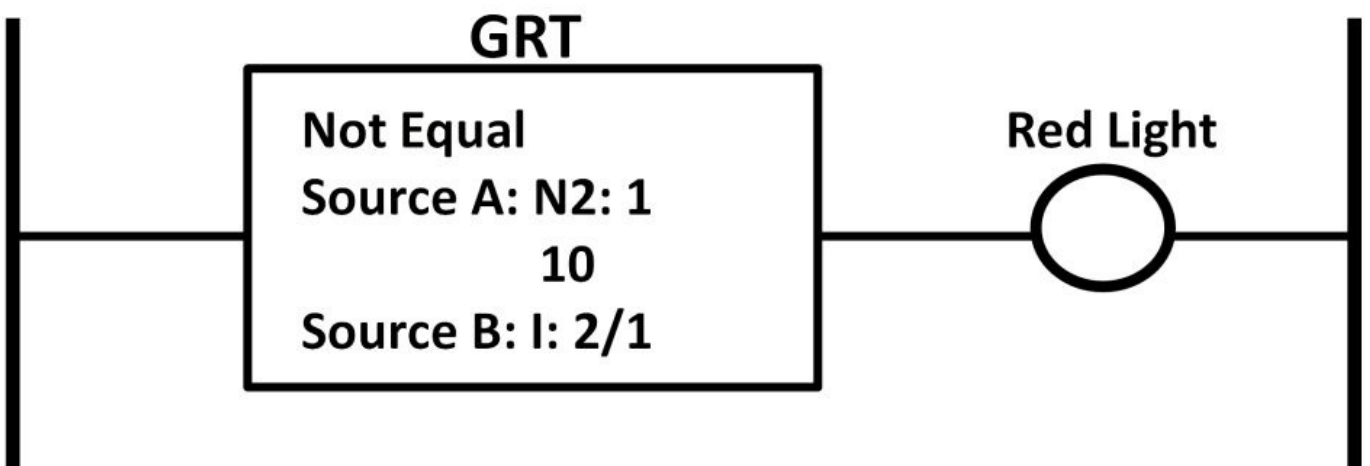 GRT
Not Equal
Source A: N2: 1
10
Source B: I: 2/1
Red Light